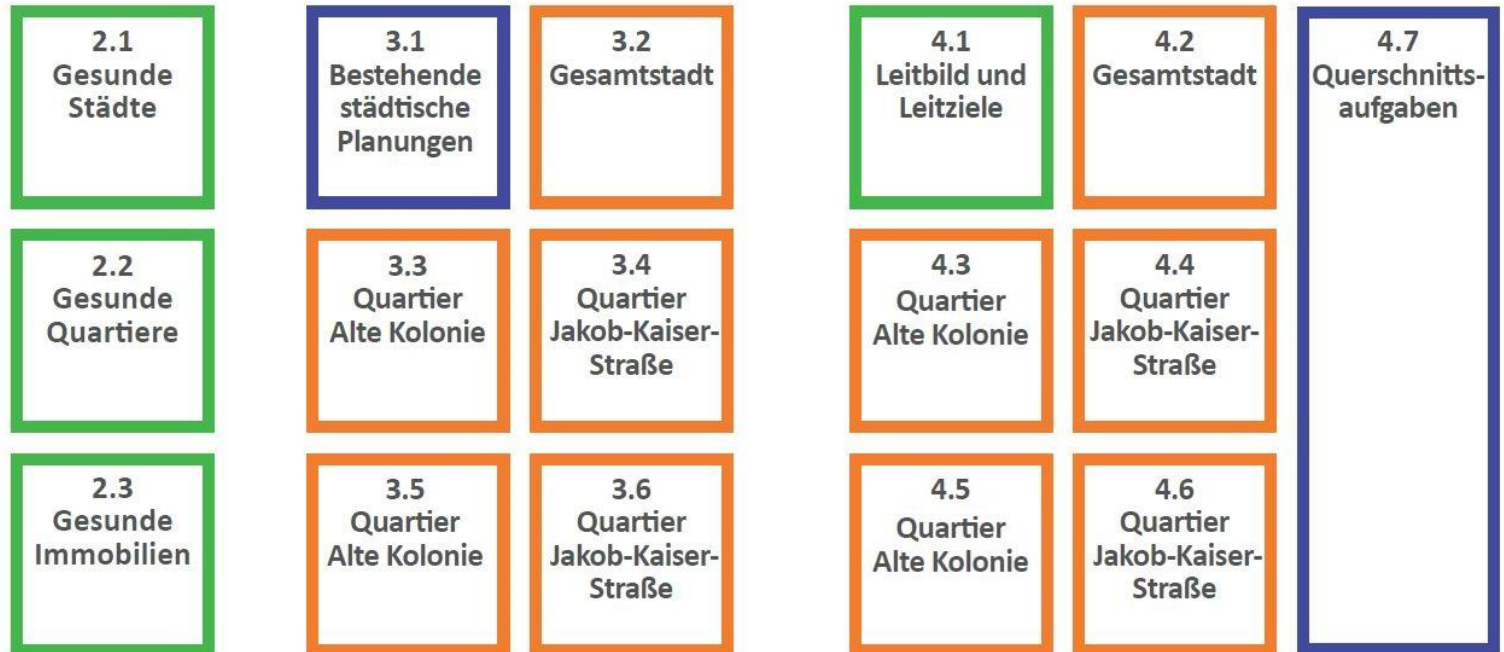 2.1
Gesunde
Städte
3.1
Bestehende
städtische
Planungen
3.2
Gesamtstadt
4.1
Leitbild und
Leitziele
4.2
Gesamtstadt
4.7
Querschnitts-
aufgaben
2.2
Gesunde
Quartiere
3.3
Quartier
Alte Kolonie
3.4
Quartier
Jakob-Kaiser-
Straße
4.3
Quartier
Alte Kolonie
4.4
Quartier
Jakob-Kaiser-
Straße
2.3
Gesunde
Immobilien
3.5
Quartier
Alte Kolonie
3.6
Quartier
Jakob-Kaiser-
Straße
4.5
Quartier
Alte Kolonie
4.6
Quartier
Jakob-Kaiser-
Straße